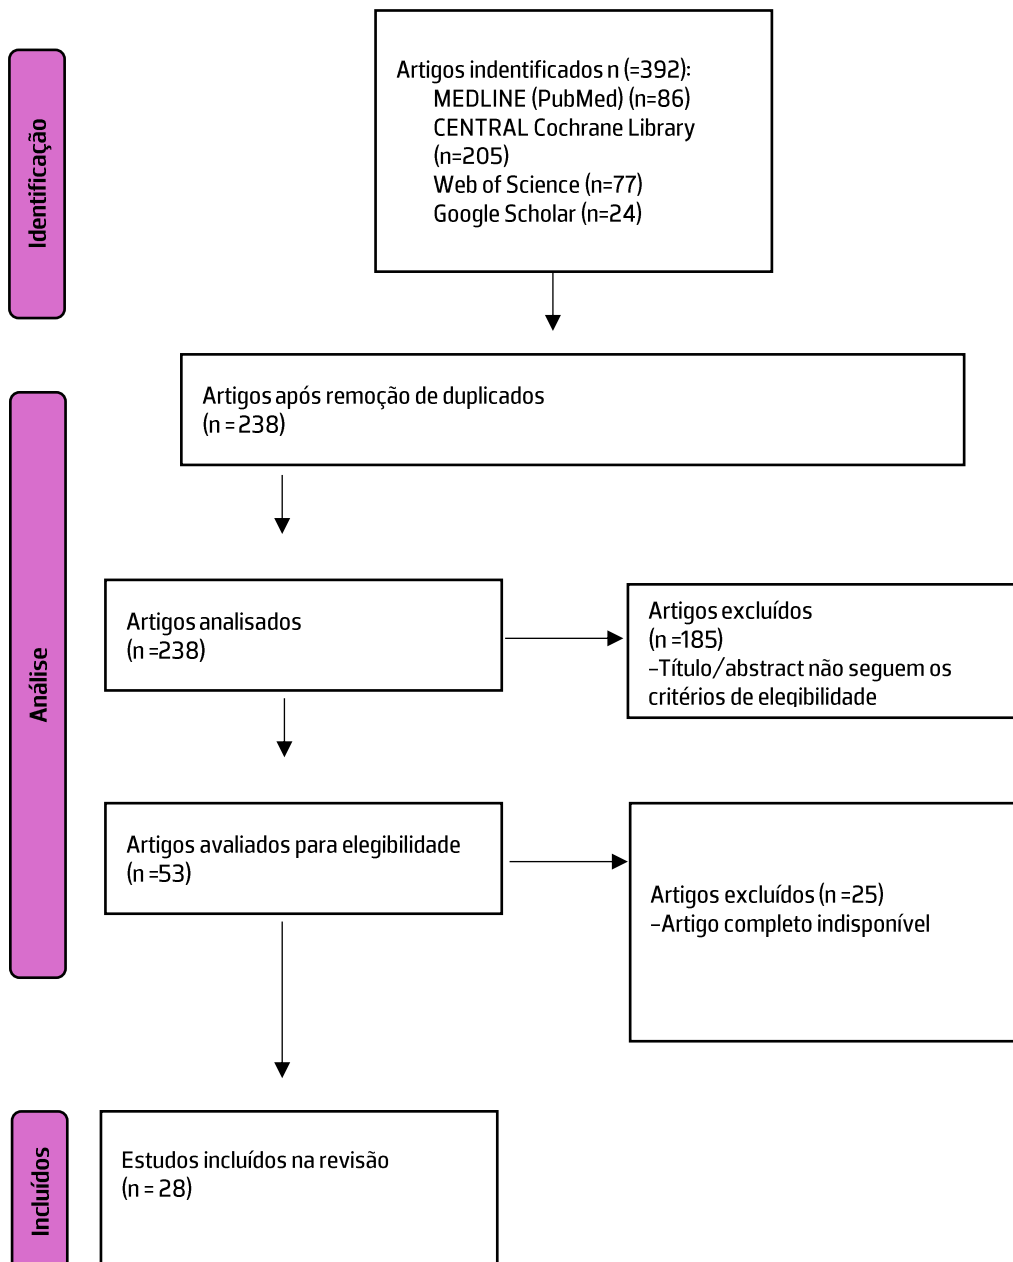 Identificação
Artigos indentificados n (=392):
MEDLINE (PubMed) (n=86)
CENTRAL Cochrane Library
(n=205)
Web of Science (n=77)
Google Scholar (n=24)
Artigos após remoção de duplicados
(n = 238)
Análise
Artigos analisados
(n =238)
Artigos excluídos
(n =185)
–Título/abstract não seguem os
critérios de elegibilidade
Artigos avaliados para elegibilidade
(n =53)
Artigos excluídos (n =25)
–Artigo completo indisponível
Incluídos
Estudos incluídos na revisão
(n = 28)